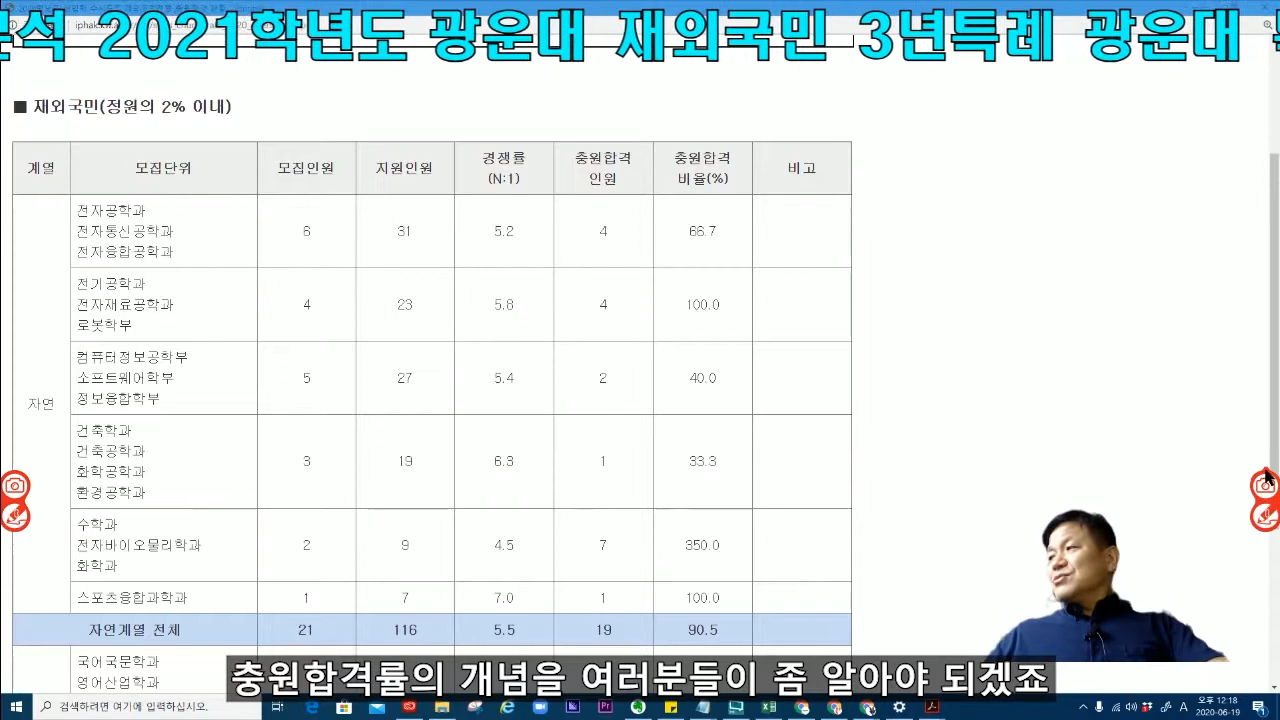 석 2021학년도 광운대 재외국민 3년특례 광운대
■ 재외국민(정원의 2% 이내)
계열 모집단위 모집인원 지원인원 경쟁률 (N:1) 충원합격 인원 충원합격 비율(%) 비고
자연
전자공학과
전자통신공학과 6 31 5.2 4 66.7
전자융합공학과
전기공학과
전자재료공학과 4 23 5.8 4 100.0
로봇학부
컴퓨터정보공학부
소프트웨어학부 5 27 5.4 2 40.0
정보융합학부
건축학과
건축공학과 3 19 6.3 1 33.3
화학공학과
환경공학과
수학과
전자바이오물리학과 2 9 4.5 7 350.0
화학과
스포츠융합과학과 1 7 7.0 1 100.0
자연계열 전체 21 116 5.5 19 90.5
국어국문학과
영어산업학과
충원합격률의 개념을 여러분들이 좀 알아야 되겠죠
검색하려면 여기에 입력하십시오.
A 오후 12:18
2020-06-19